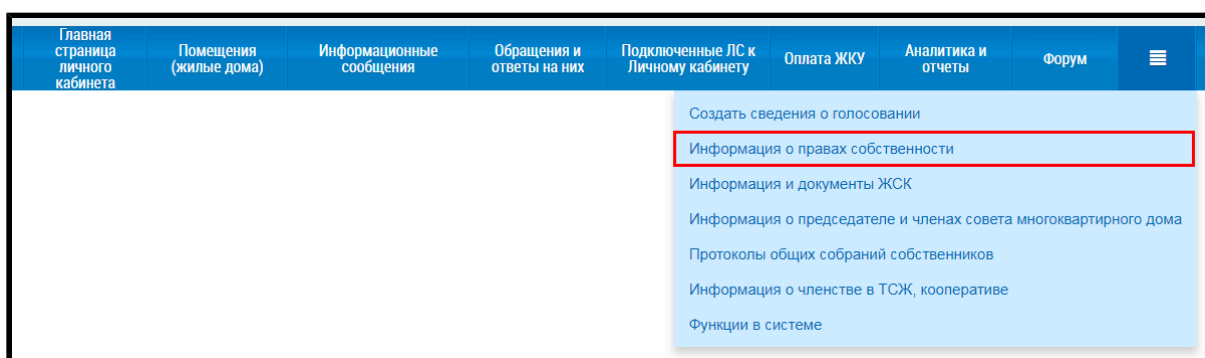 Главная
страница
личного
кабинета
Помещения
(жилые дома)
Информационные
сообщения
Обращения и
ответы на них
Подключенные ЛС к
Личному кабинету
Оплата ЖКУ
Аналитика и
отчеты
Форум
Создать сведения о голосовании
Информация о правах собственности
Информация и документы ЖСК
Информация о председателе и членах совета многоквартирного дома
Протоколы общих собраний собственников
Информация о членстве в ТСЖ, кооперативе
Функции в системе